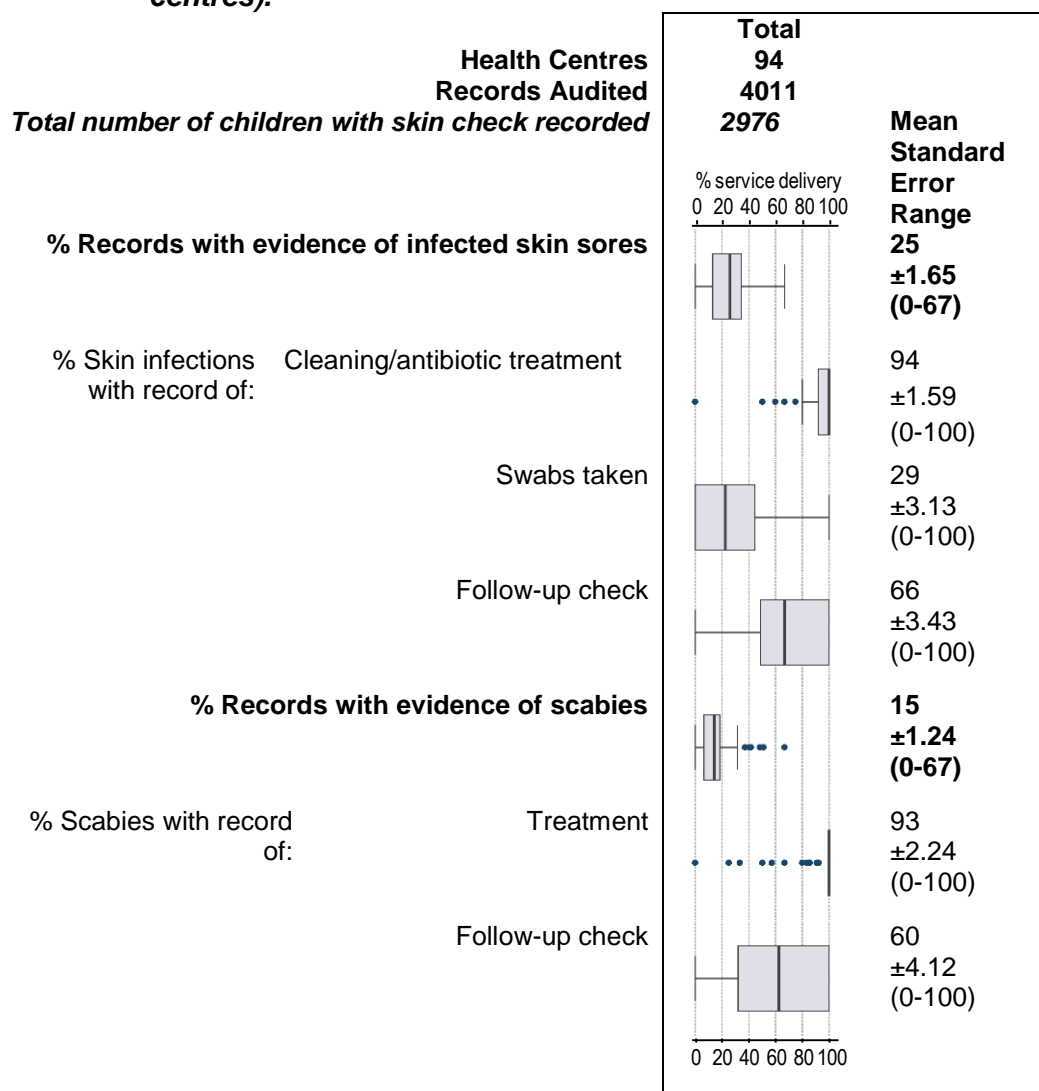 centres).
Total
Health Centres 94
Records Audited 4011
Total number of children with skin check recorded 2976
Mean
Standard
Error
Range
% service delivery
0 20 40 60 80 100
% Records with evidence of infected skin sores
25
±1.65
(0-67)
% Skin infections
with record of:
Cleaning/antibiotic treatment
94
±1.59
(0-100)
Swabs taken
29
±3.13
(0-100)
Follow-up check
66
±3.43
(0-100)
% Records with evidence of scabies
15
±1.24
(0-67)
% Scabies with record
of:
Treatment
93
±2.24
(0-100)
Follow-up check
60
±4.12
(0-100)
0 20 40 60 80 100